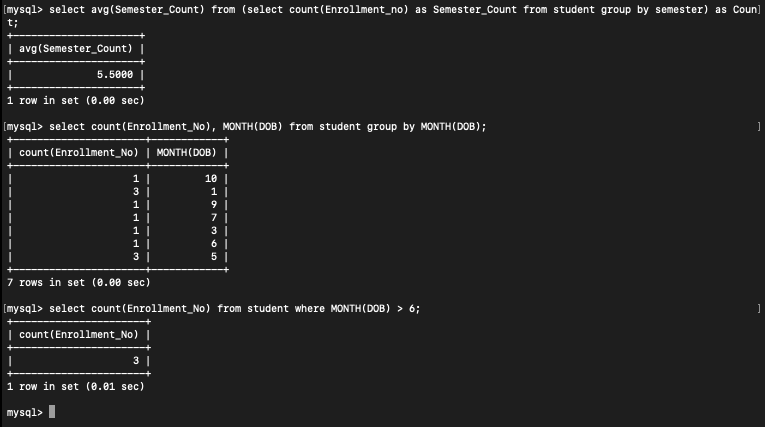 [mysql> select avg(Semester_Count) from (select count(Enrollment_no) as Semester_Count from student group by semester) as Coun]
t;
+---------------------+
| avg(Semester_Count) |
+---------------------+
|              5.5000 |
+---------------------+
1 row in set (0.00 sec)

[mysql> select count(Enrollment_No), MONTH(DOB) from student group by MONTH(DOB); ]
+----------------------+------------+
| count(Enrollment_No) | MONTH(DOB) |
+----------------------+------------+
|                    1 |         10 |
|                    3 |          1 |
|                    1 |          9 |
|                    1 |          7 |
|                    1 |          3 |
|                    1 |          6 |
|                    3 |          5 |
+----------------------+------------+
7 rows in set (0.00 sec)

[mysql> select count(Enrollment_No) from student where MONTH(DOB) > 6; ]
+----------------------+
| count(Enrollment_No) |
+----------------------+
|                    3 |
+----------------------+
1 row in set (0.01 sec)

mysql>